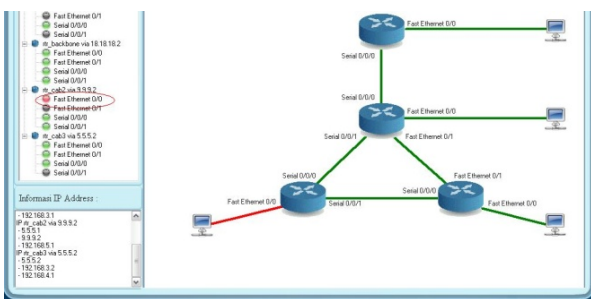 Fast Ethernet 0/1
Serial 0/0/0
Serial 0/0/1
rtr_backbone via 18.18.18.2
Fast Ethernet 0/0
Fast Ethernet 0/1
Serial 0/0/0
Serial 0/0/1
rtr_cab2 via 9.9.9.2
Fast Ethernet 0/0
Fast Ethernet 0/1
Serial 0/0/0
Serial 0/0/1
rtr_cab3 via 5.5.5.2
Fast Ethernet 0/0
Fast Ethernet 0/1
Serial 0/0/0
Serial 0/0/1
Informasi IP Address :
- 192.168.3.1
IP rtr_cab2 via 9.9.9.2
- 5.5.5.1
- 9.9.9.2
- 192.168.5.1
IP rtr_cab3 via 5.5.5.2
- 5.5.5.2
- 192.168.3.2
- 192.168.4.1
Fast Ethernet 0/0
Serial 0/0/0
Serial 0/0/0
Fast Ethernet 0/0
Serial 0/0/1
Fast Ethernet 0/1
Serial 0/0/0
Fast Ethernet 0/1
Fast Ethernet 0/0
Serial 0/0/1
Serial 0/0/0
Fast Ethernet 0/0